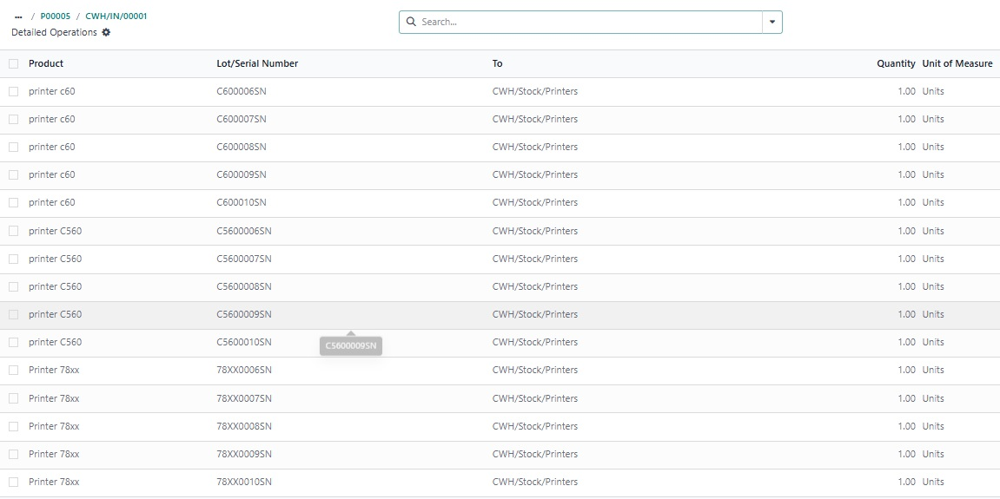 ... / P00005 / CWH/IN/00001
Detailed Operations
Search...
Product Lot/Serial Number To Quantity Unit of Measure
printer c60 C600006SN CWH/Stock/Printers 1.00 Units
printer c60 C600007SN CWH/Stock/Printers 1.00 Units
printer c60 C600008SN CWH/Stock/Printers 1.00 Units
printer c60 C600009SN CWH/Stock/Printers 1.00 Units
printer c60 C600010SN CWH/Stock/Printers 1.00 Units
printer C560 C5600006SN CWH/Stock/Printers 1.00 Units
printer C560 C5600007SN CWH/Stock/Printers 1.00 Units
printer C560 C5600008SN CWH/Stock/Printers 1.00 Units
printer C560 C5600009SN CWH/Stock/Printers 1.00 Units
printer C560 C5600010SN CWH/Stock/Printers 1.00 Units
C5600009SN
Printer 78xx 78XX0006SN CWH/Stock/Printers 1.00 Units
Printer 78xx 78XX0007SN CWH/Stock/Printers 1.00 Units
Printer 78xx 78XX0008SN CWH/Stock/Printers 1.00 Units
Printer 78xx 78XX0009SN CWH/Stock/Printers 1.00 Units
Printer 78xx 78XX0010SN CWH/Stock/Printers 1.00 Units